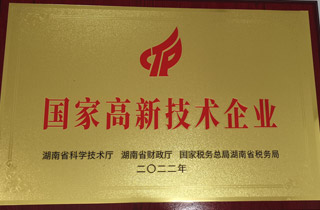 国家高新技术企业
湖南省科学技术厅 湖南省财政厅 国家税务总局湖南省税务局
二〇二二年